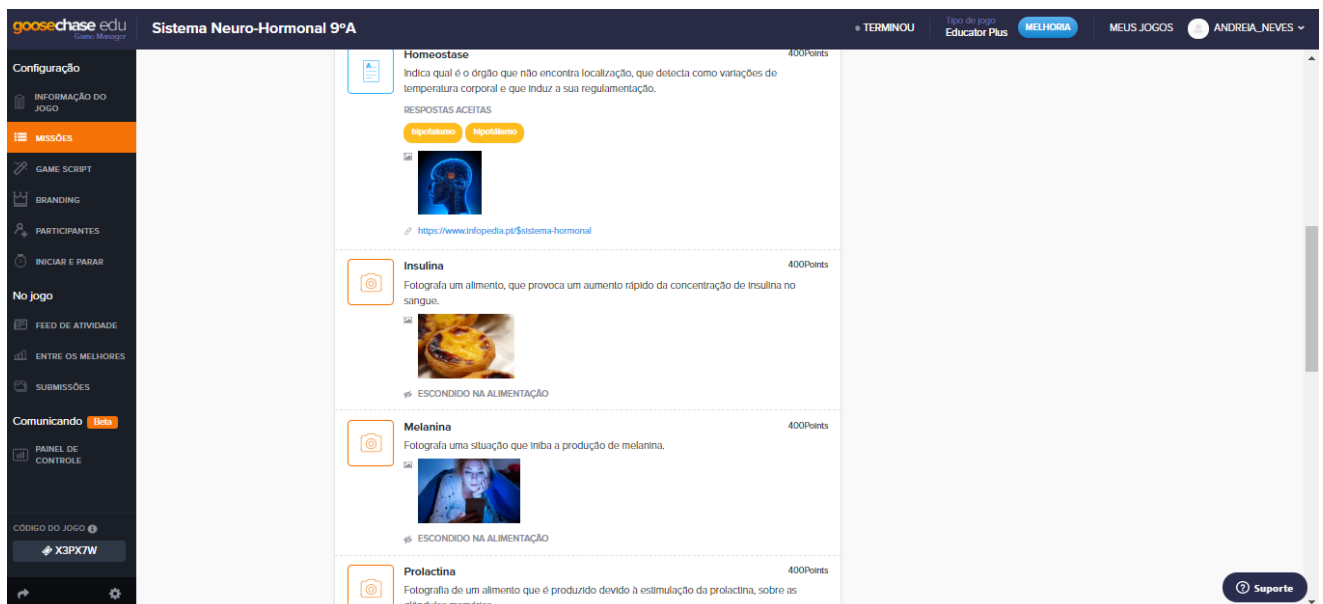 goosechase edu
Game Manager
Sistema Neuro-Hormonal 9ºA
TERMINOU
Tipo de jogo
Educator Plus
MELHORIA
MEUS JOGOS
ANDREIA_NEVES
Configuração
INFORMAÇÃO DO
JOGO
MISSÕES
GAME SCRIPT
BRANDING
PARTICIPANTES
INICIAR E PARAR
No jogo
FEED DE ATIVIDADE
ENTRE OS MELHORES
SUBMISSÕES
Comunicando Beta
PAINEL DE
CONTROLE
CÓDIGO DO JOGO
X3PX7W
Homeostase
400Points
Indica qual é o órgão que não encontra localização, que detecta como variações de
temperatura corporal e que induz a sua regulamentação.
RESPOSTAS ACEITAS
hipotalamo hipotálamo
https://www.infopedia.pt/$sistema-hormonal
Insulina
400Points
Fotografa um alimento, que provoca um aumento rápido da concentração de insulina no
sangue.
ESCONDIDO NA ALIMENTAÇÃO
Melanina
400Points
Fotografa uma situação que iniba a produção de melanina.
ESCONDIDO NA ALIMENTAÇÃO
Prolactina
400Points
Fotografia de um alimento que é produzido devido à estimulação da prolactina, sobre as
glândulas mamárias.
Suporte